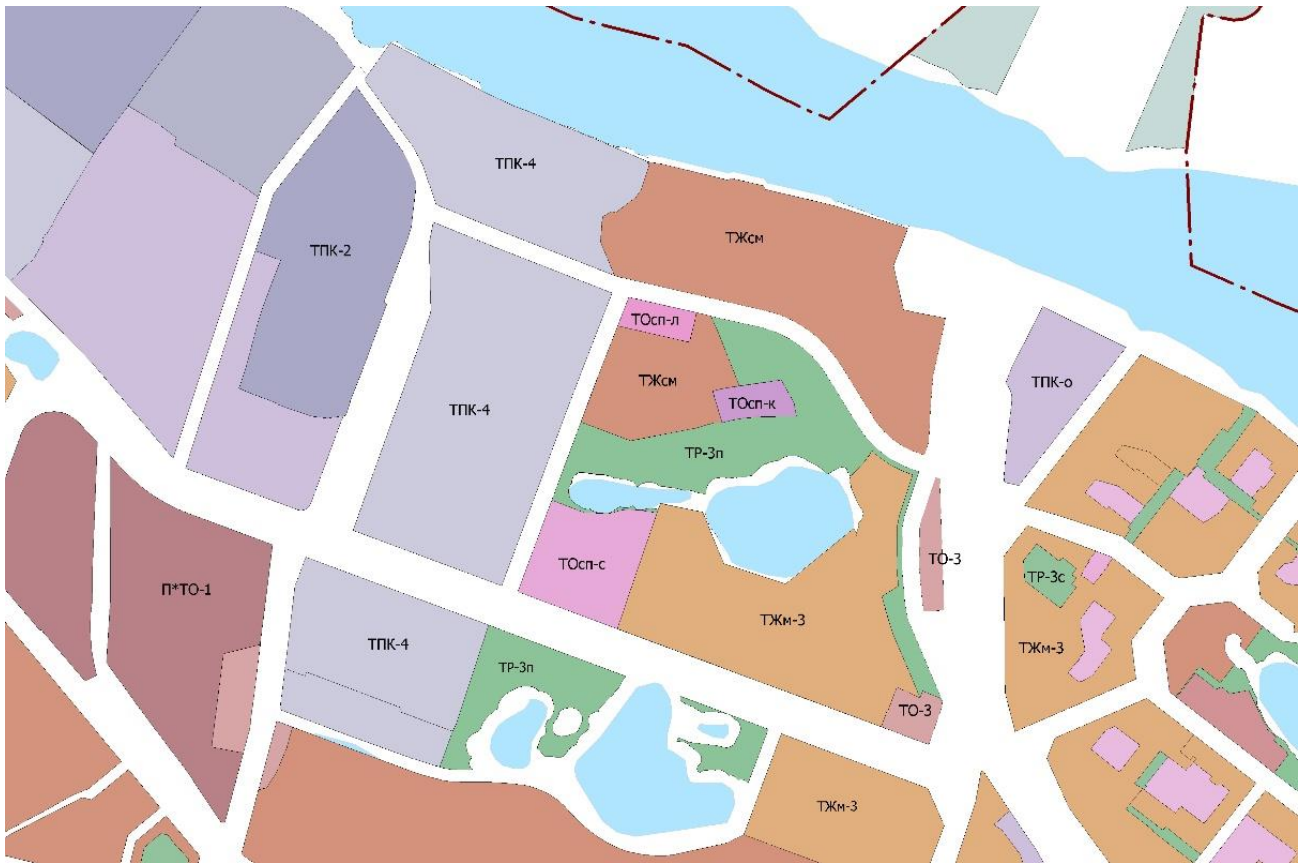 ТПК-4
ТЖсм
ТПК-2
ТОсп-л
ТЖсм
ТПК-о
ТОсп-к
ТПК-4
ТР-3п
ТО-3
ТОсп-с
ТР-3с
П*ТО-1
ТЖм-3
ТПК-4
ТЖм-3
ТР-3п
ТО-3
ТЖм-3